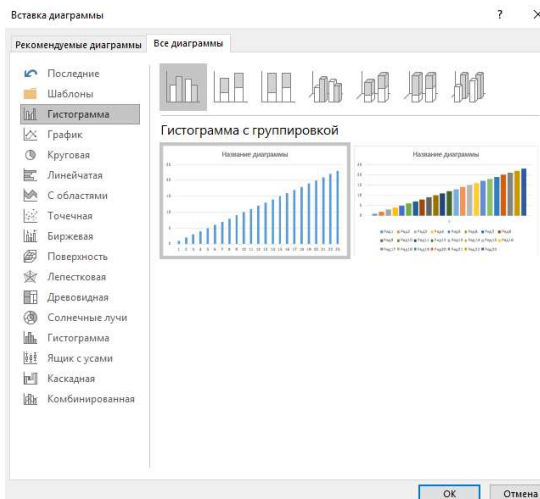 Вставка диаграммы
Рекомендуемые диаграммы Все диаграммы
Последние
Шаблоны
Гистограмма
График
Круговая
Линейчатая
С областями
Точечная
Биржевая
Поверхность
Лепестковая
Древовидная
Солнечные лучи
Гистограмма
Ящик с усами
Каскадная
Комбинированная
Гистограмма с группировкой
Название диаграммы
Название диаграммы
ОК Отмена